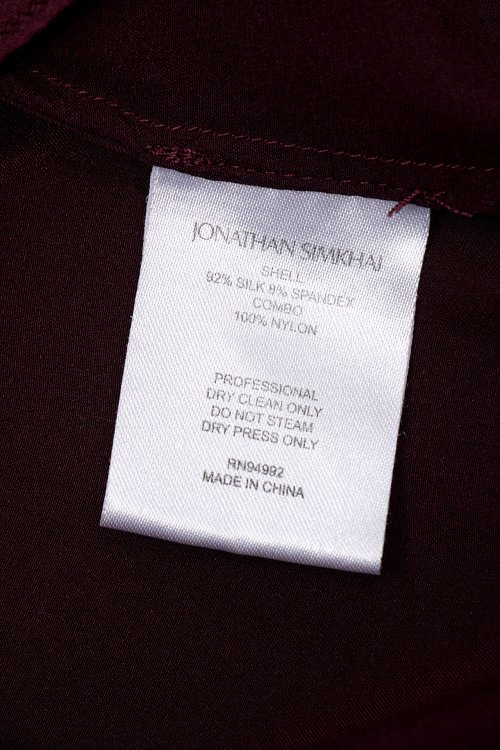 JONATHAN SIMKHAI
SHELL
92% SILK 8% SPANDEX
COMBO
100% NYLON
PROFESSIONAL
DRY CLEAN ONLY
DO NOT STEAM
DRY PRESS ONLY
RN94992
MADE IN CHINA